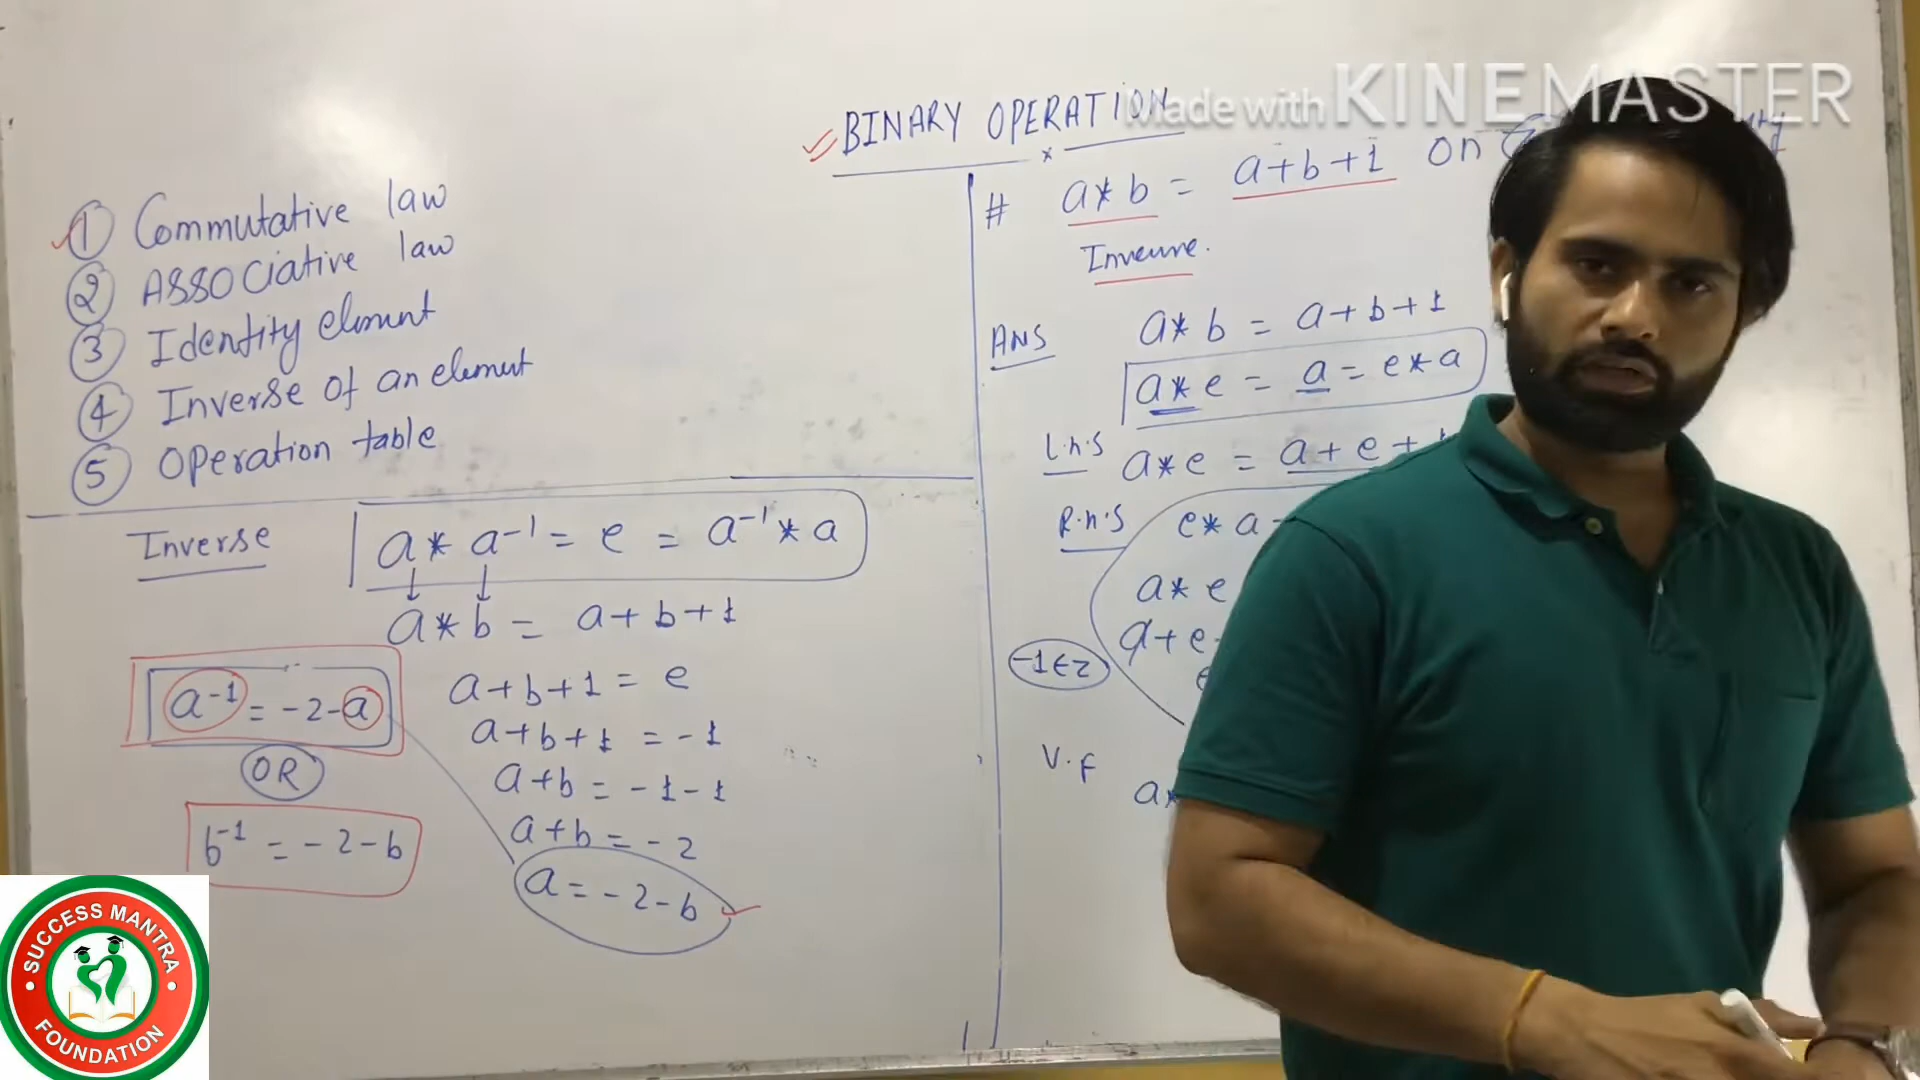 Made with KINEMASTER
BINARY OPERATION
① Commutative law
② Associative law
③ Identity element
④ Inverse of an element
⑤ Operation table
Inverse
a * a⁻¹ = e = a⁻¹ * a
a * b = a + b + 1
a + b + 1 = e
a + b + 1 = -1
a + b = -1 - 1
a + b = -2
a = -2 - b
a⁻¹ = -2 - a
OR
b⁻¹ = -2 - b
# a * b = a + b + 1 on
ANS
a * b = a + b + 1
a * e = a = e * a
L.h.S a * e = a + e +
R.h.S e * a
a * e
a + e
-1 ∈ Z
V.F
a*
SUCCESS MANTRA
FOUNDATION